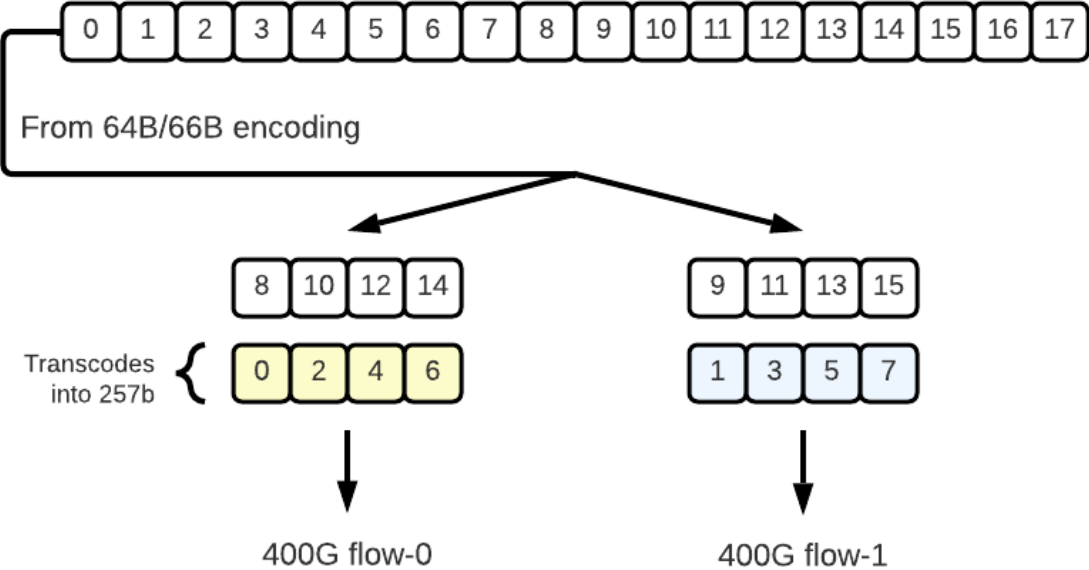 0 1 2 3 4 5 6 7 8 9 10 11 12 13 14 15 16 17
From 64B/66B encoding
8 10 12 14
9 11 13 15
Transcodes
into 257b
0 2 4 6
1 3 5 7
400G flow-0
400G flow-1